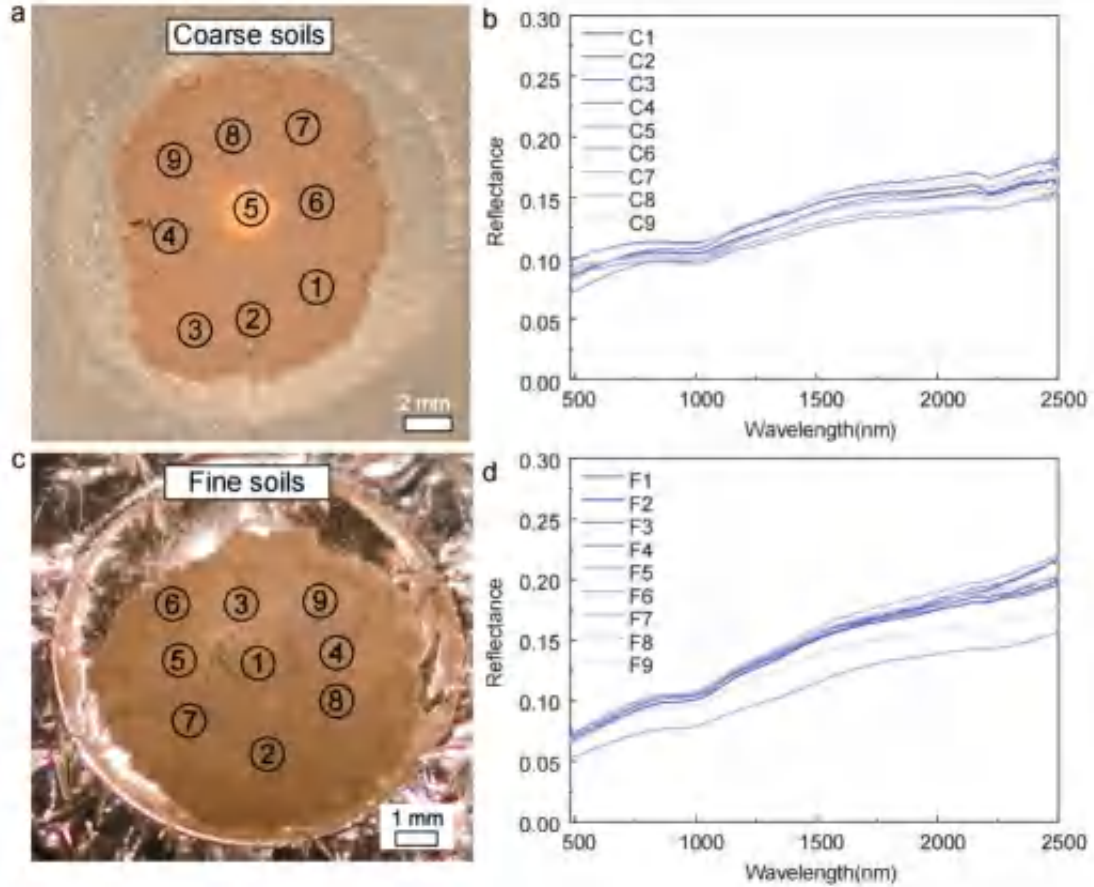 a
Coarse soils
⑧ ⑦
⑨
⑤ ⑥
④
①
③ ②
2 mm
b
0.30
0.25
0.20
0.15
0.10
0.05
0.00
Reflectance
C1
C2
C3
C4
C5
C6
C7
C8
C9
500 1000 1500 2000 2500
Wavelength(nm)
c
Fine soils
⑥ ③ ⑨
⑤ ① ④
⑧
⑦
②
1 mm
d
0.30
0.25
0.20
0.15
0.10
0.05
0.00
Reflectance
F1
F2
F3
F4
F5
F6
F7
F8
F9
500 1000 1500 2000 2500
Wavelength(nm)